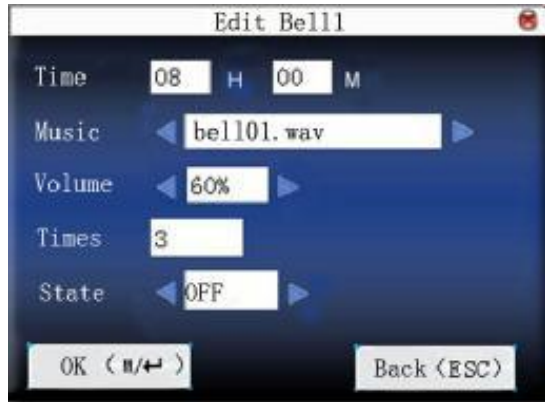 Edit Bell1
Time 08 H 00 M
Music bell01.wav
Volume 60%
Times 3
State OFF
OK (M/↵) Back(ESC)